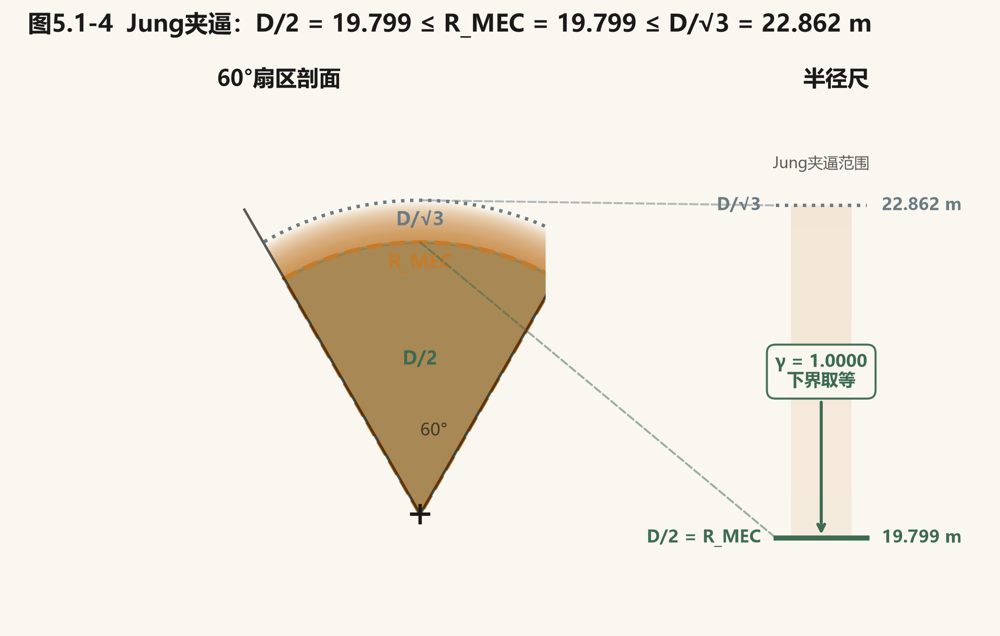 图5.1-4 Jung夹逼：D/2 = 19.799 ≤ R_MEC = 19.799 ≤ D/√3 = 22.862 m
60°扇区剖面
半径尺
Jung夹逼范围
D/√3
22.862 m
D/√3
R_MEC
D/2
γ = 1.0000
下界取等
60°
D/2 = R_MEC
19.799 m